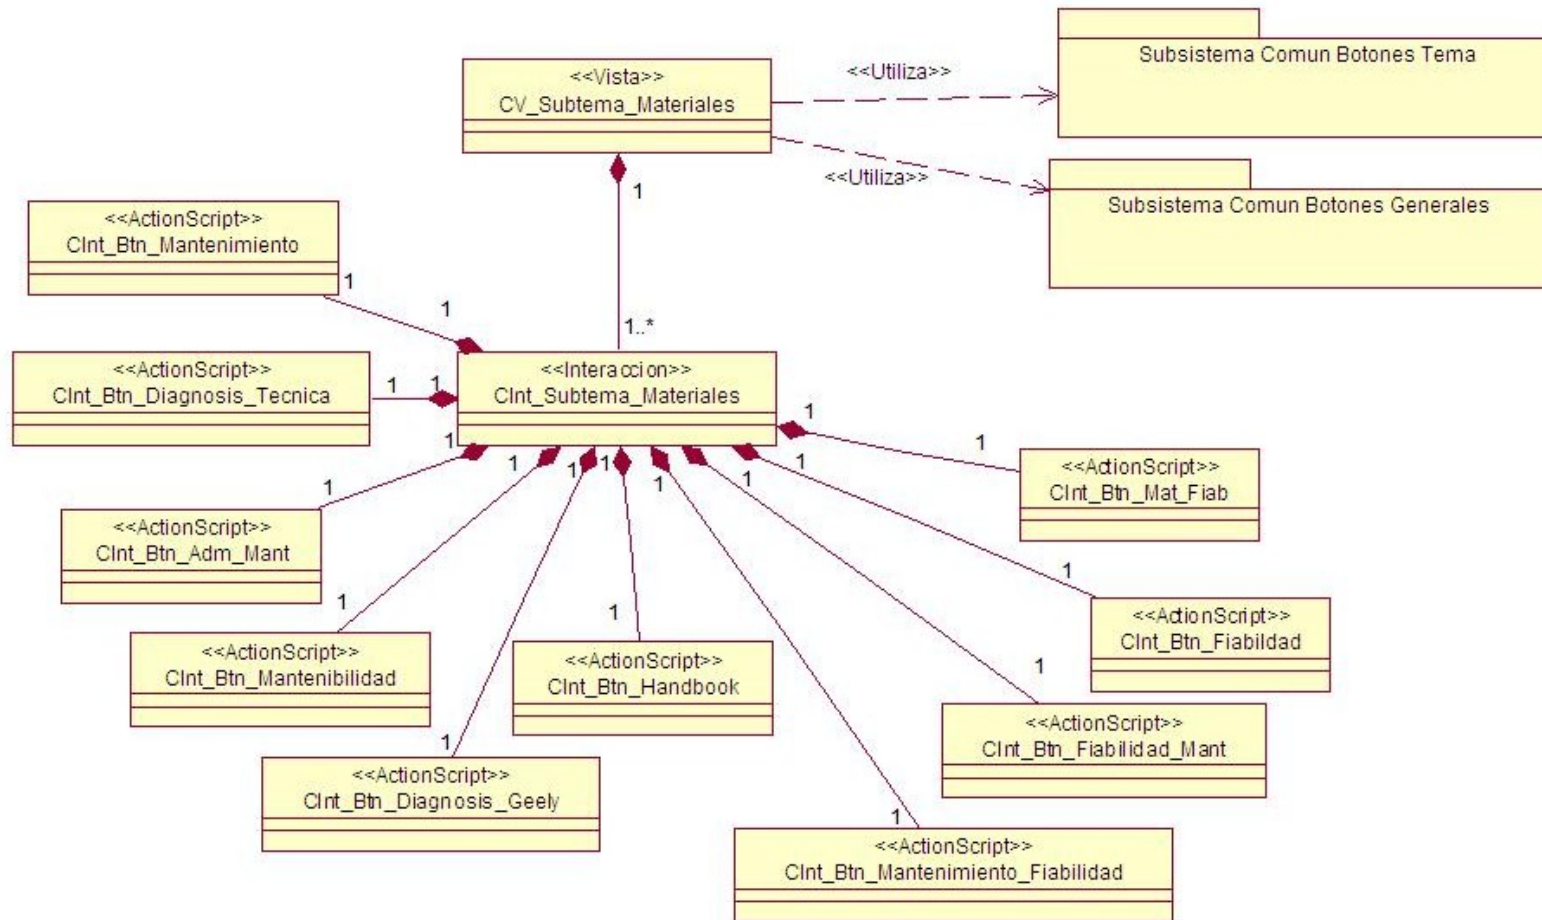 Subsistema Comun Botones Tema
<<Vista>>
CV_Subtema_Materiales
<<Utiliza>>
<<Utiliza>>
Subsistema Comun Botones Generales
1
<<ActionScript>>
CInt_Btn_Mantenimiento
1
1
1..*
<<ActionScript>>
CInt_Btn_Diagnosis_Tecnica
1
1
<<Interaccion>>
CInt_Subtema_Materiales
1
1
1
1
1
1
1
1
1
1
<<ActionScript>>
CInt_Btn_Mat_Fiab
1
<<ActionScript>>
CInt_Btn_Adm_Mant
1
<<ActionScript>>
CInt_Btn_Fiabildad
1
<<ActionScript>>
CInt_Btn_Mantenibilidad
1
<<ActionScript>>
CInt_Btn_Handbook
1
<<ActionScript>>
CInt_Btn_Fiabilidad_Mant
1
<<ActionScript>>
CInt_Btn_Diagnosis_Geely
1
<<ActionScript>>
CInt_Btn_Mantenimiento_Fiabilidad